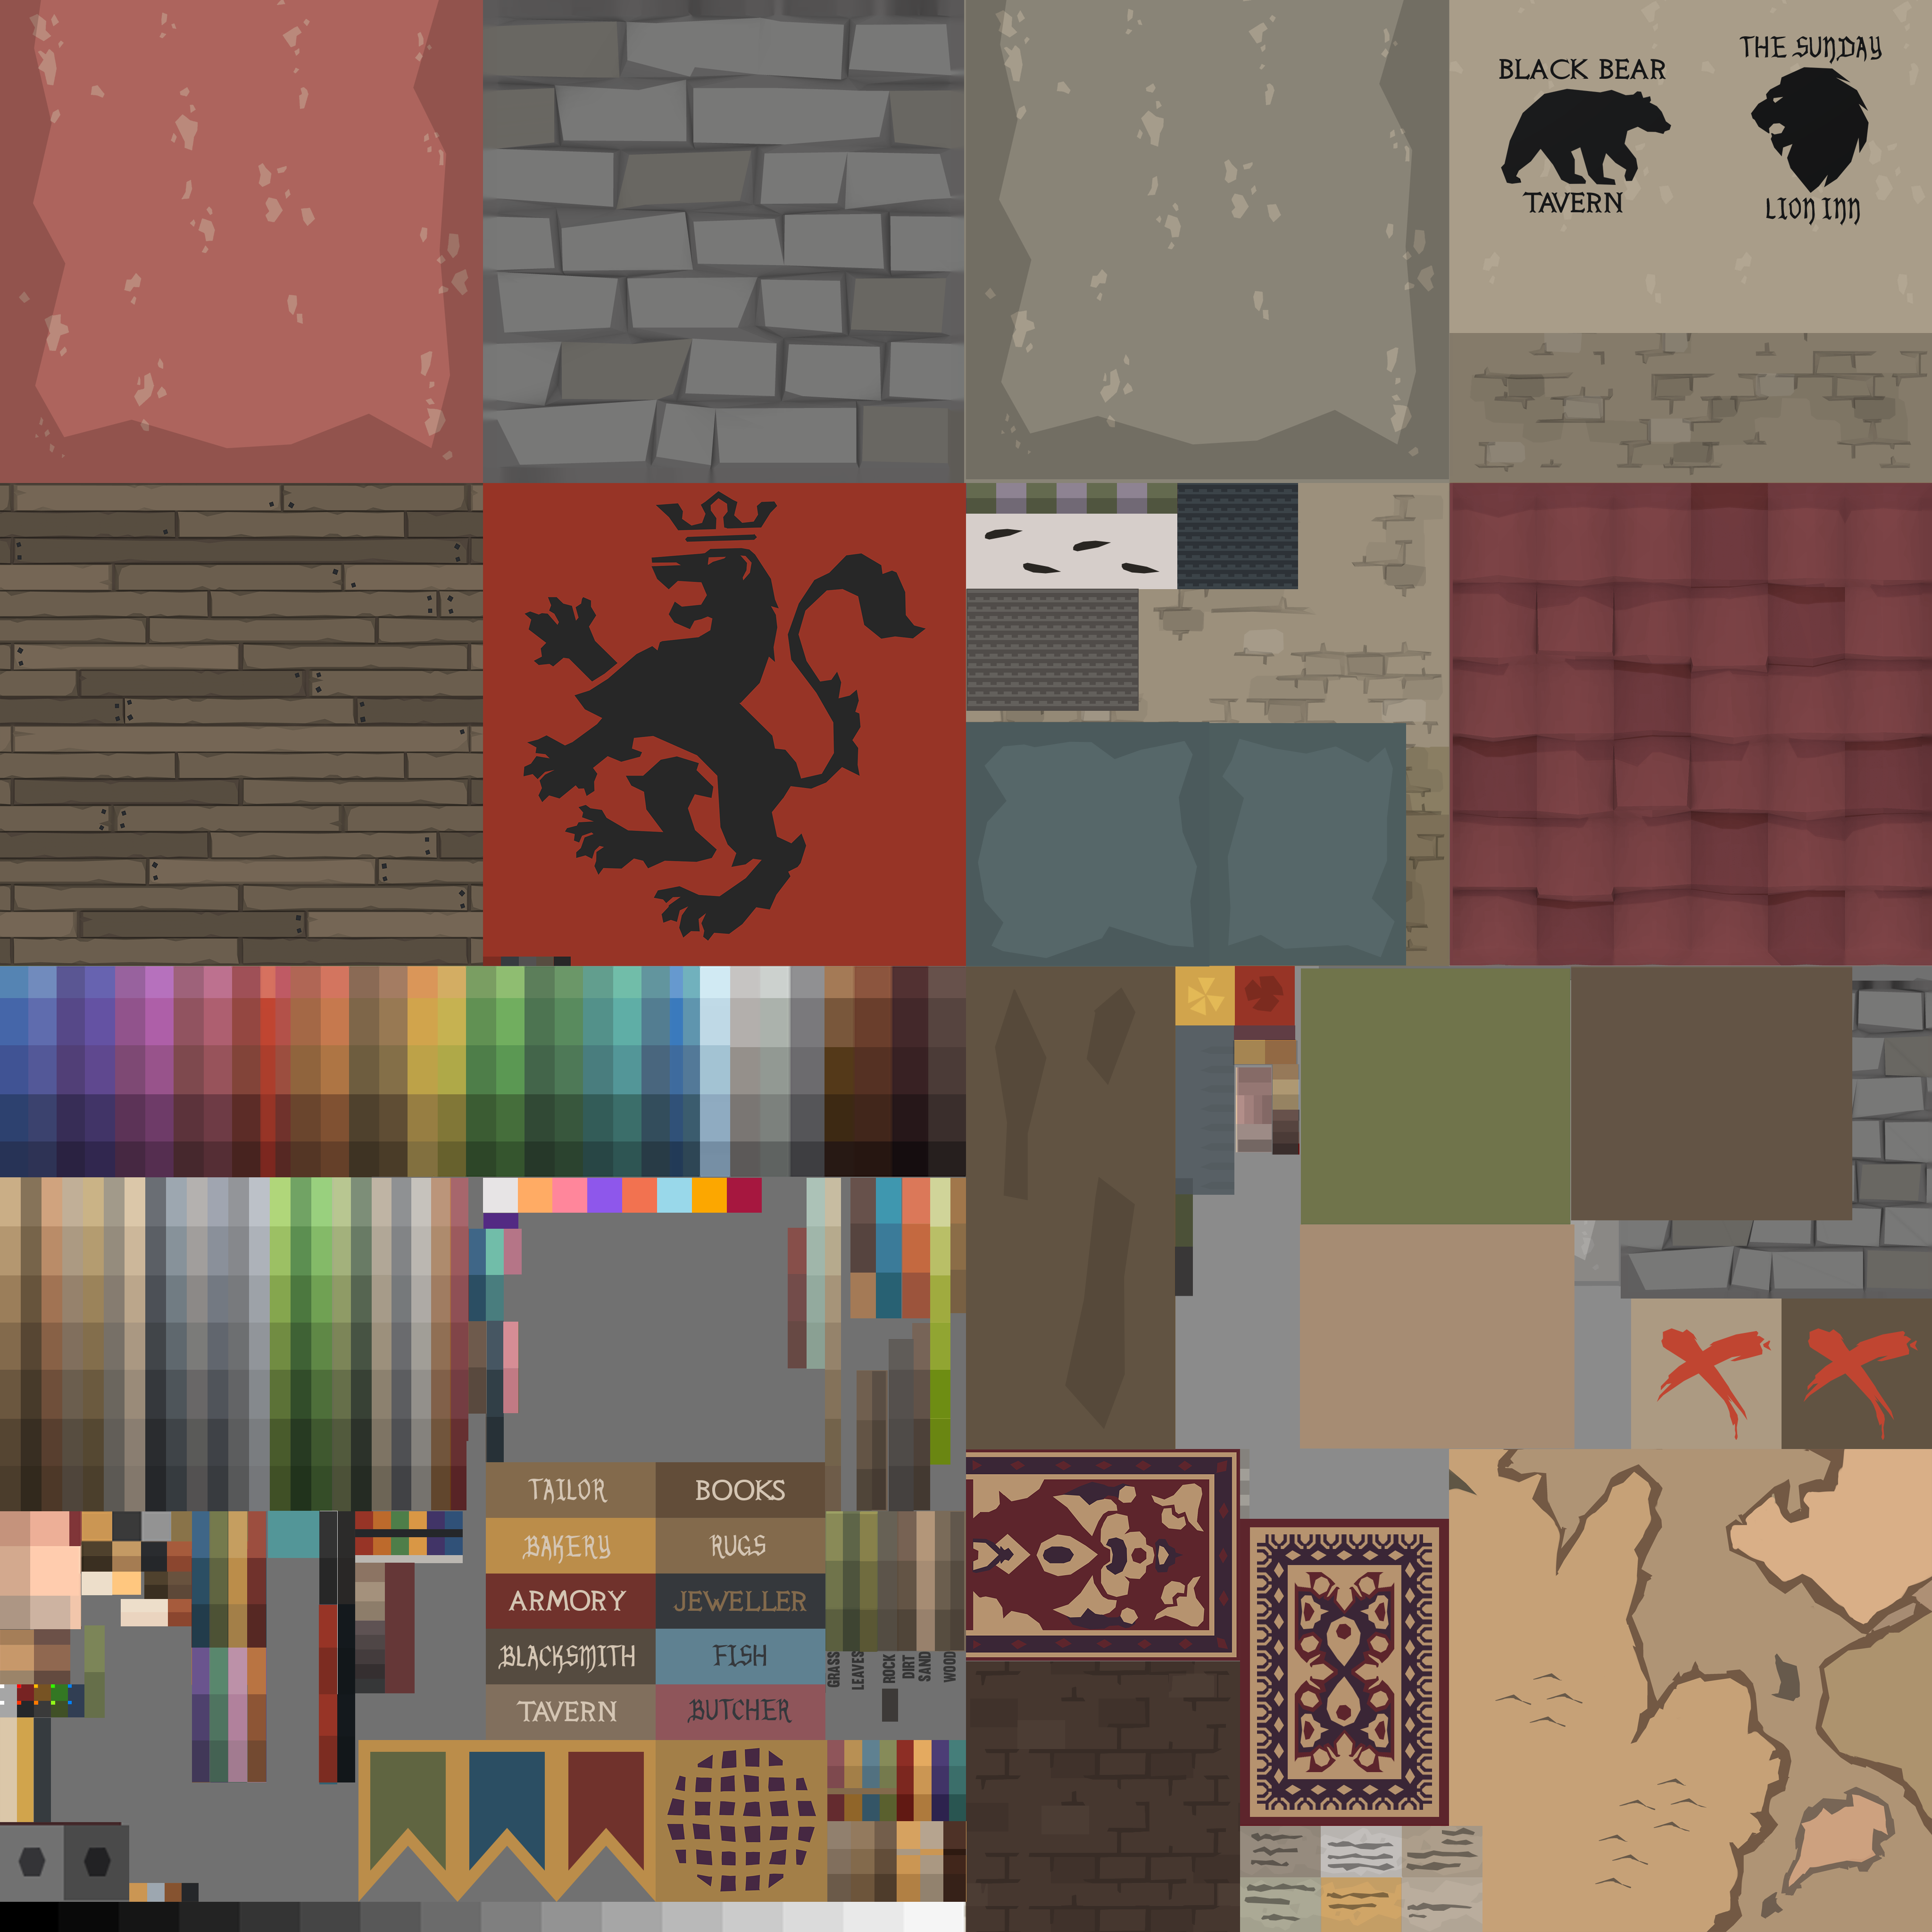 BLACK BEAR
TAVERN
THE SUNDAY
LION INN
TAILOR
BOOKS
BAKERY
RUGS
ARMORY
JEWELLER
BLACKSMITH
FISH
TAVERN
BUTCHER
GRASS
LEAVES
ROCK
DIRT
SAND
WOOD